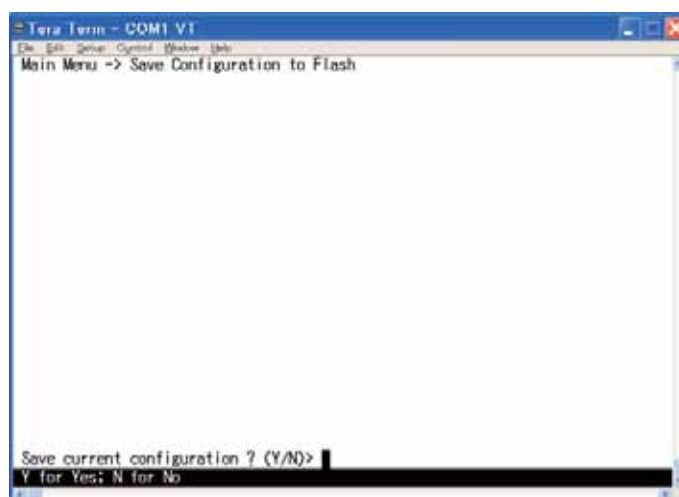 Tera Term - COM1 VT
File Edit Setup Control Window Help
Main Menu -> Save Configuration to Flash
Save current configuration ? (Y/N)>
Y for Yes; N for No